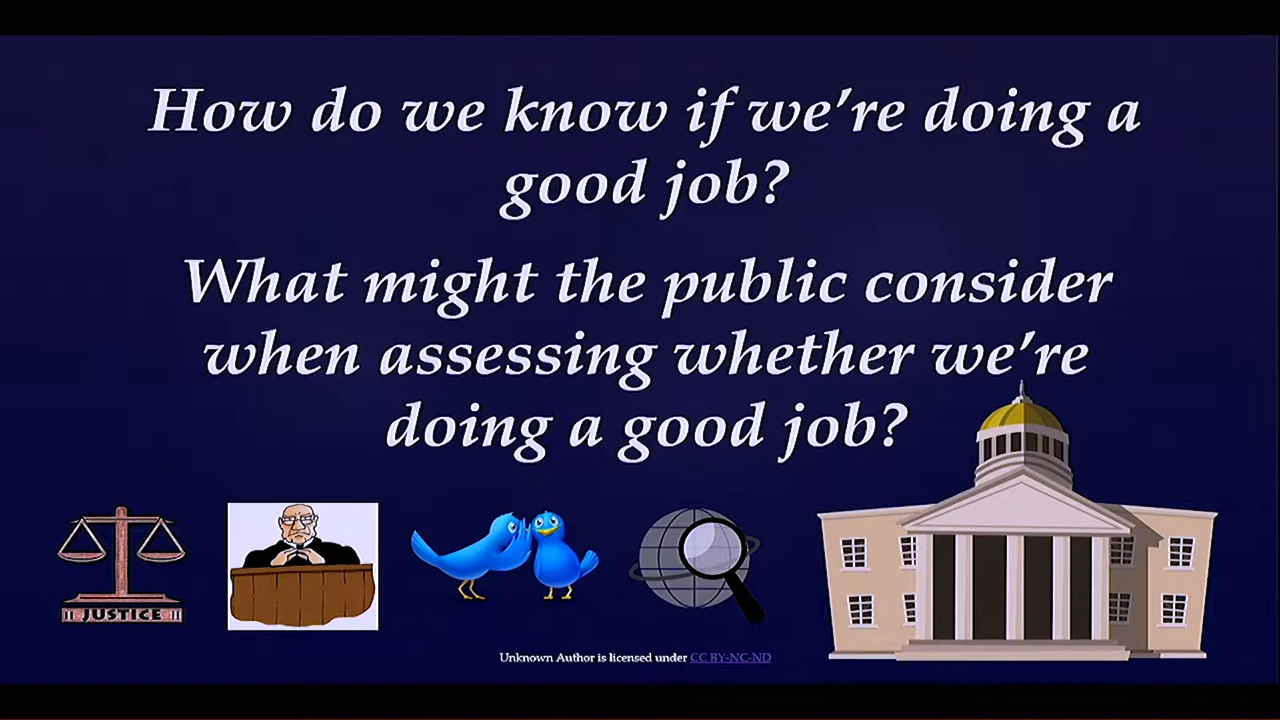 How do we know if we're doing a
good job?
What might the public consider
when assessing whether we're
doing a good job?
JUSTICE
Unknown Author is licensed under CC BY-NC-ND